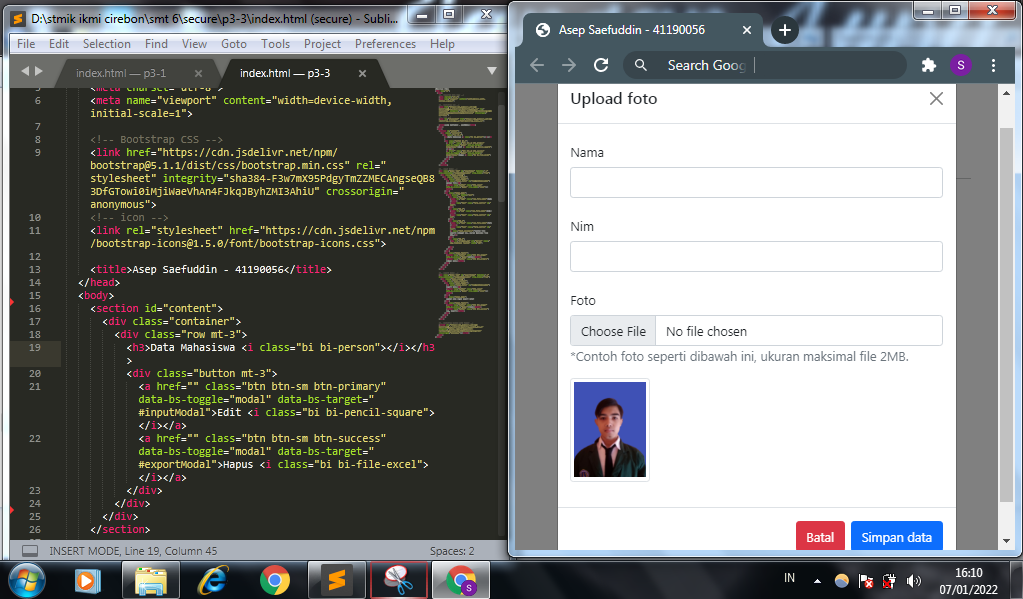 D:\stmik ikmi cirebon\smt 6\secure\p3-3\index.html (secure) - Subli...
File Edit Selection Find View Goto Tools Project Preferences Help
index.html — p3-1 index.html — p3-3
5 <meta charset="utf-8">
6 <meta name="viewport" content="width=device-width,
initial-scale=1">
7
8 <!-- Bootstrap CSS -->
9 <link href="https://cdn.jsdelivr.net/npm/
bootstrap@5.1.1/dist/css/bootstrap.min.css" rel="
stylesheet" integrity="sha384-F3w7mX95PdgyTmZZMECAngseQB8
3DfGTowi0iMjiWaeVhAn4FJkqJByhZMI3AhiU" crossorigin="
anonymous">
10 <!-- icon -->
11 <link rel="stylesheet" href="https://cdn.jsdelivr.net/npm
/bootstrap-icons@1.5.0/font/bootstrap-icons.css">
12
13 <title>Asep Saefuddin - 41190056</title>
14 </head>
15 <body>
16 <section id="content">
17 <div class="container">
18 <div class="row mt-3">
19 <h3>Data Mahasiswa <i class="bi bi-person"></i></h3
>
20 <div class="button mt-3">
21 <a href="" class="btn btn-sm btn-primary"
data-bs-toggle="modal" data-bs-target="
#inputModal">Edit <i class="bi bi-pencil-square">
</i></a>
22 <a href="" class="btn btn-sm btn-success"
data-bs-toggle="modal" data-bs-target="
#exportModal">Hapus <i class="bi bi-file-excel">
</i></a>
23 </div>
24 </div>
25 </div>
26 </section>
INSERT MODE, Line 19, Column 45 Spaces: 2
Asep Saefuddin - 41190056
Search Goog
S
Upload foto
Nama
Nim
Foto
Choose File No file chosen
*Contoh foto seperti dibawah ini, ukuran maksimal file 2MB.
Batal Simpan data
IN
16:10
07/01/2022